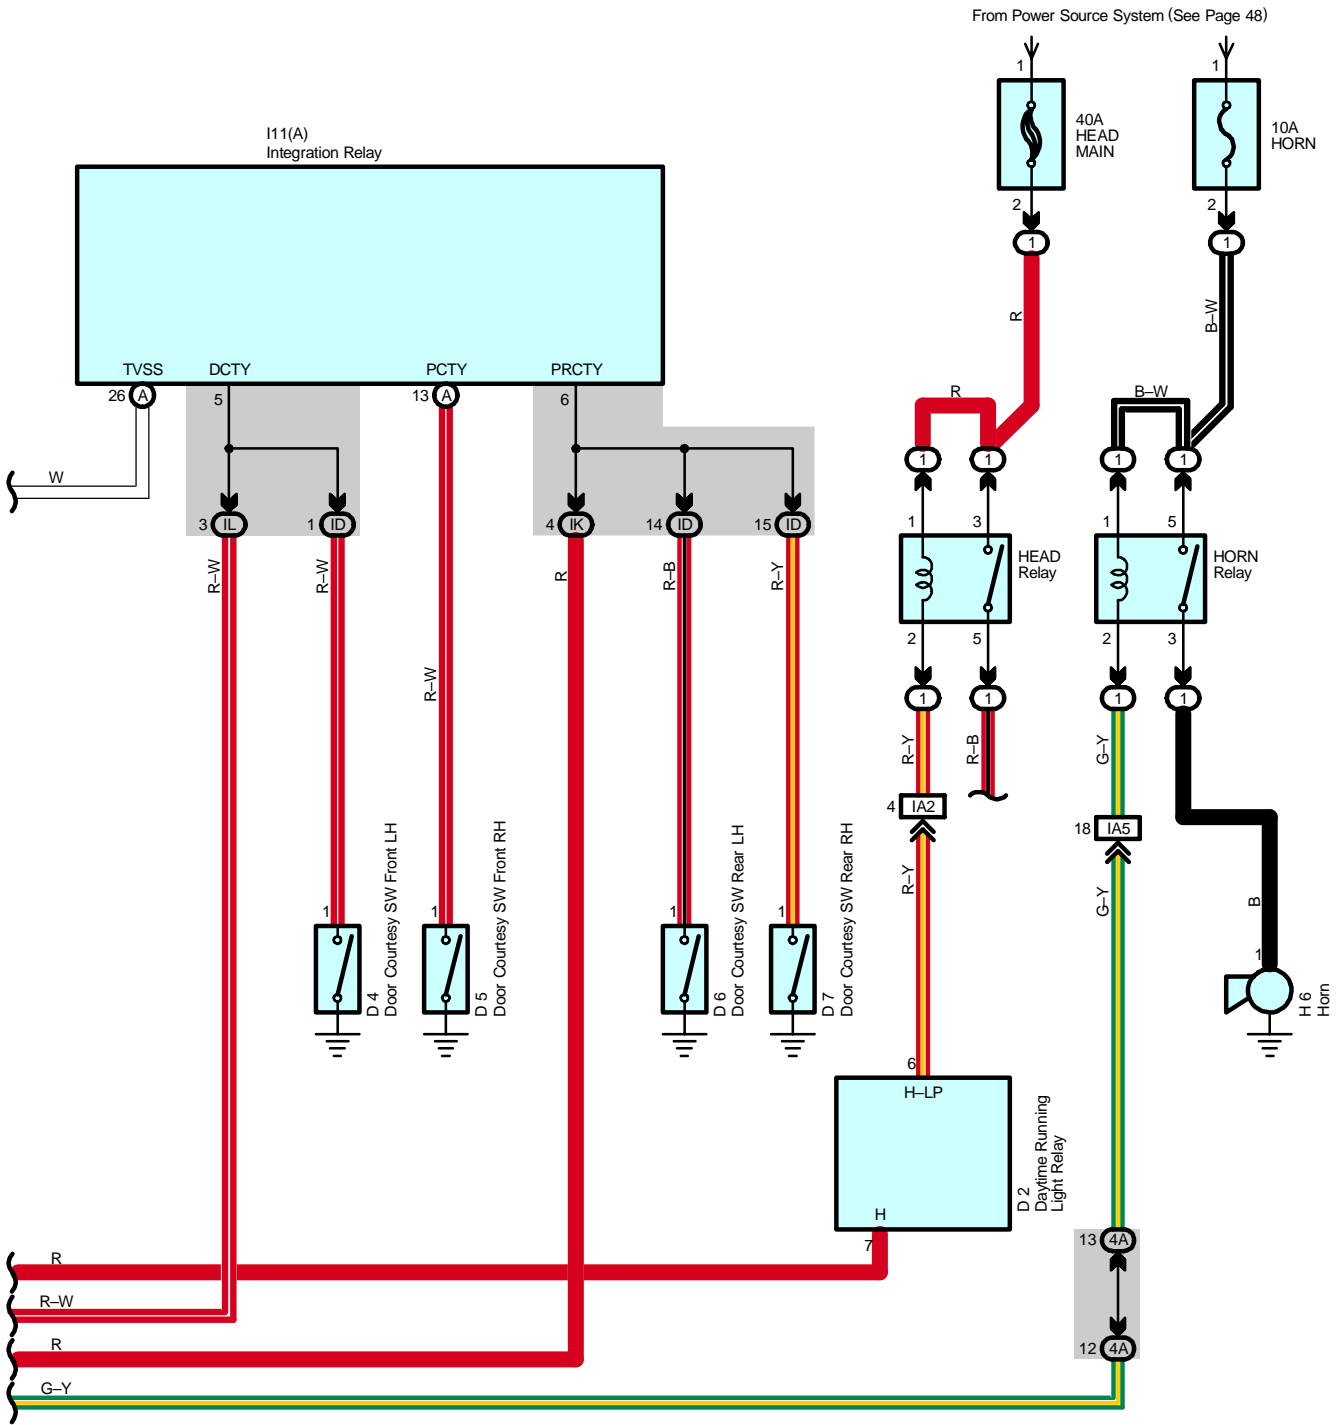 From Power Source System (See Page 48)
1
1
40A
HEAD
MAIN
10A
HORN
2
2
1
1
I11(A)
Integration Relay
TVSS
DCTY
PCTY
PRCTY
26
A
5
13
A
6
R
B–W
R
B–W
1
1
1
1
W
3
IL
1
ID
4
IK
14
ID
15
ID
1
3
1
5
R–W
R–W
R
R–B
R–Y
HEAD
Relay
HORN
Relay
2
5
2
3
R–W
1
1
1
1
R–Y
R–B
G–Y
4
IA2
18
IA5
R–Y
G–Y
B
1
1
1
1
1
D 4
Door Courtesy SW Front LH
D 5
Door Courtesy SW Front RH
D 6
Door Courtesy SW Rear LH
D 7
Door Courtesy SW Rear RH
H 6
Horn
6
H–LP
H
7
D 2
Daytime Running
Light Relay
13
4A
12
4A
R
R–W
R
G–Y